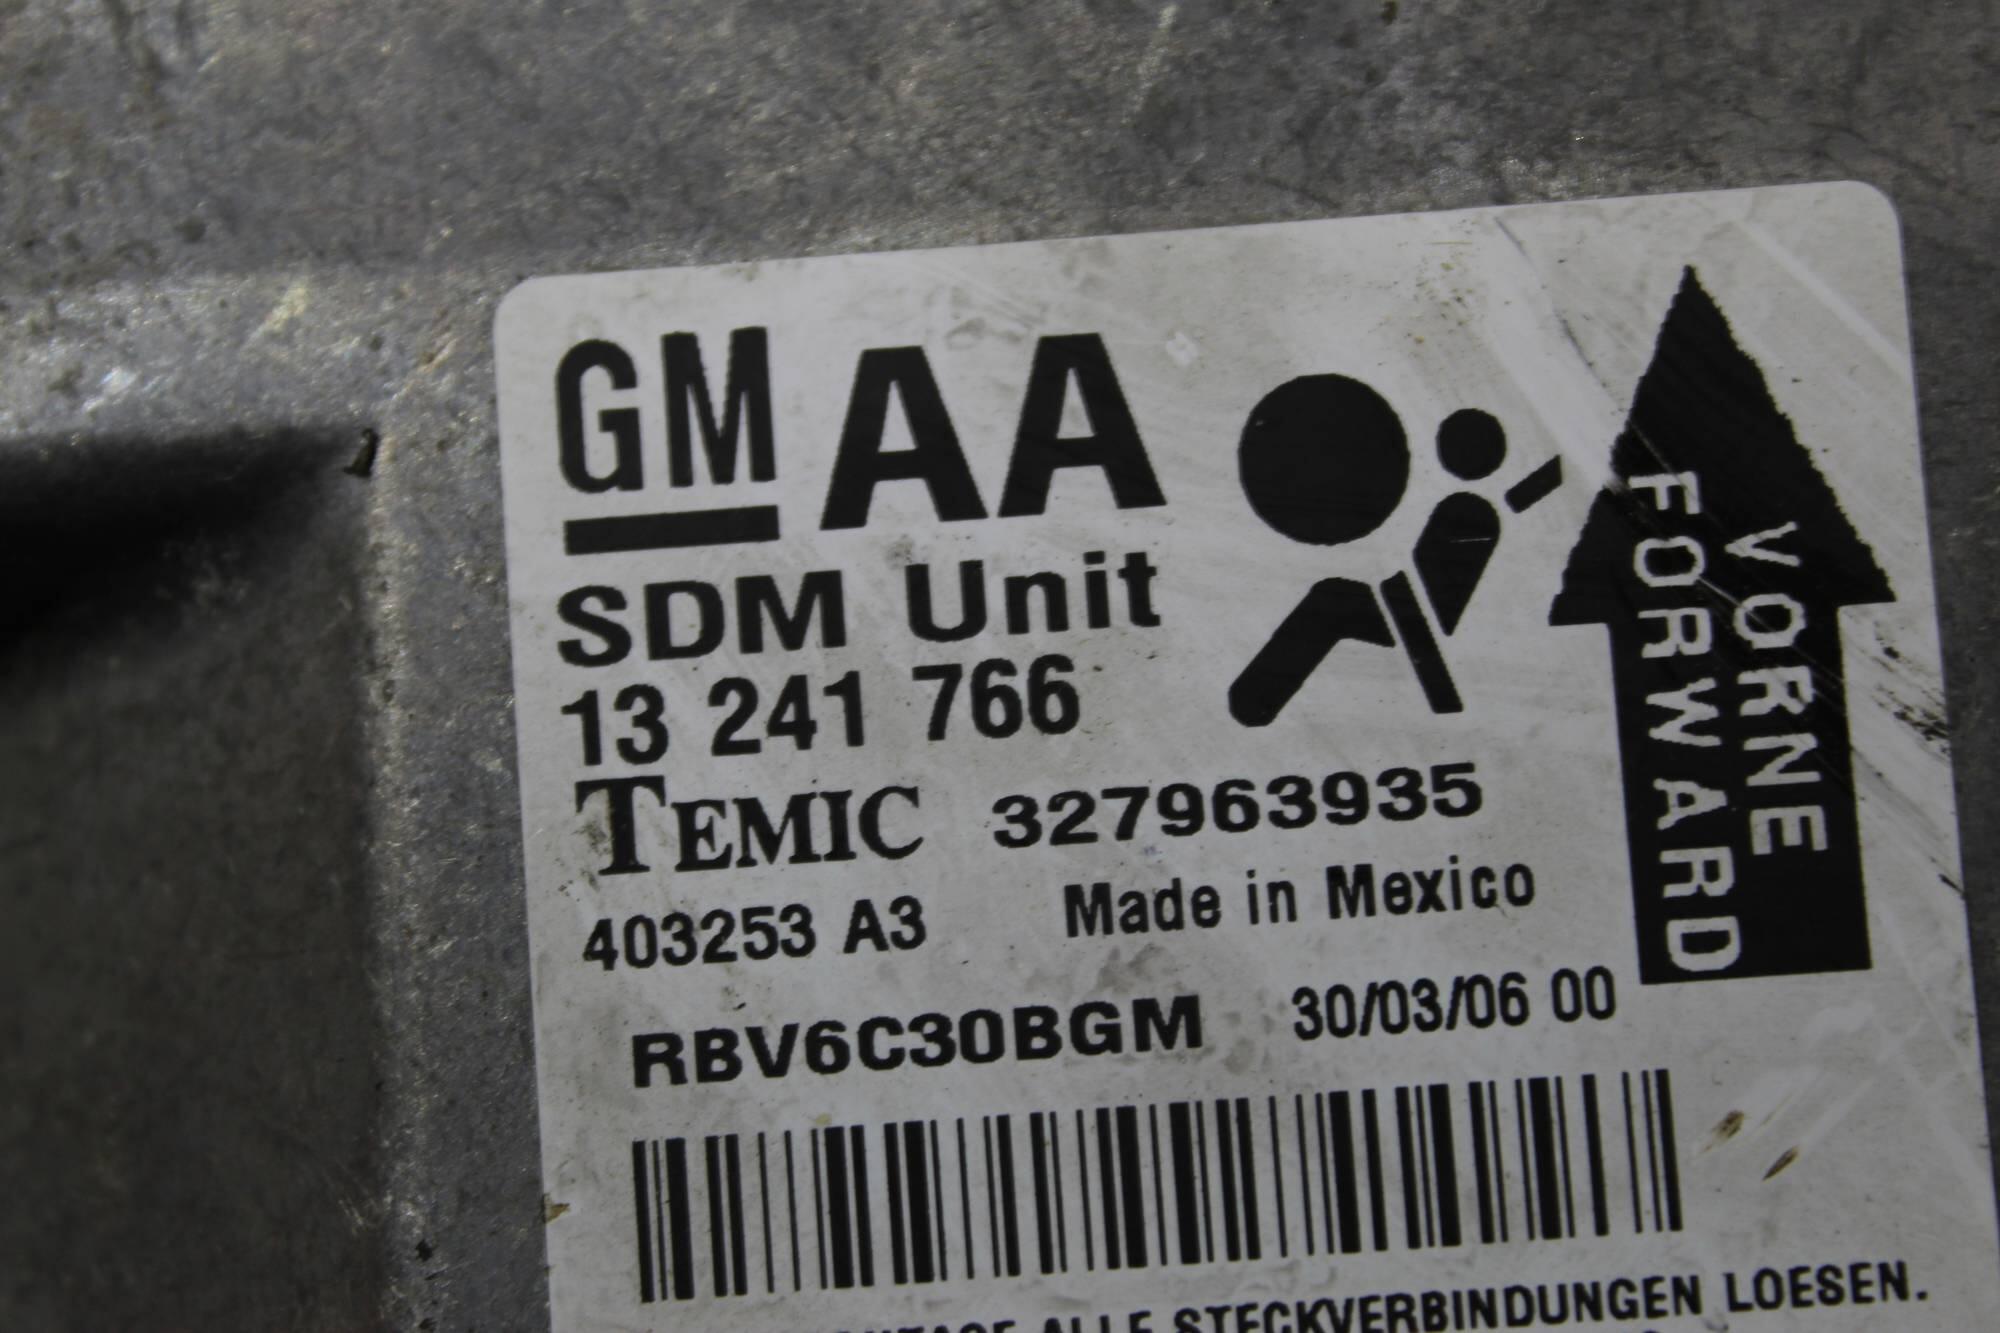 GM AA
SDM Unit
13 241 766
TEMIC 327963935
403253 A3 Made in Mexico
RBV6C30BGM 30/03/06 00
VORNE
FORWARD
ALLE STECKVERBINDUNGEN LOESEN.